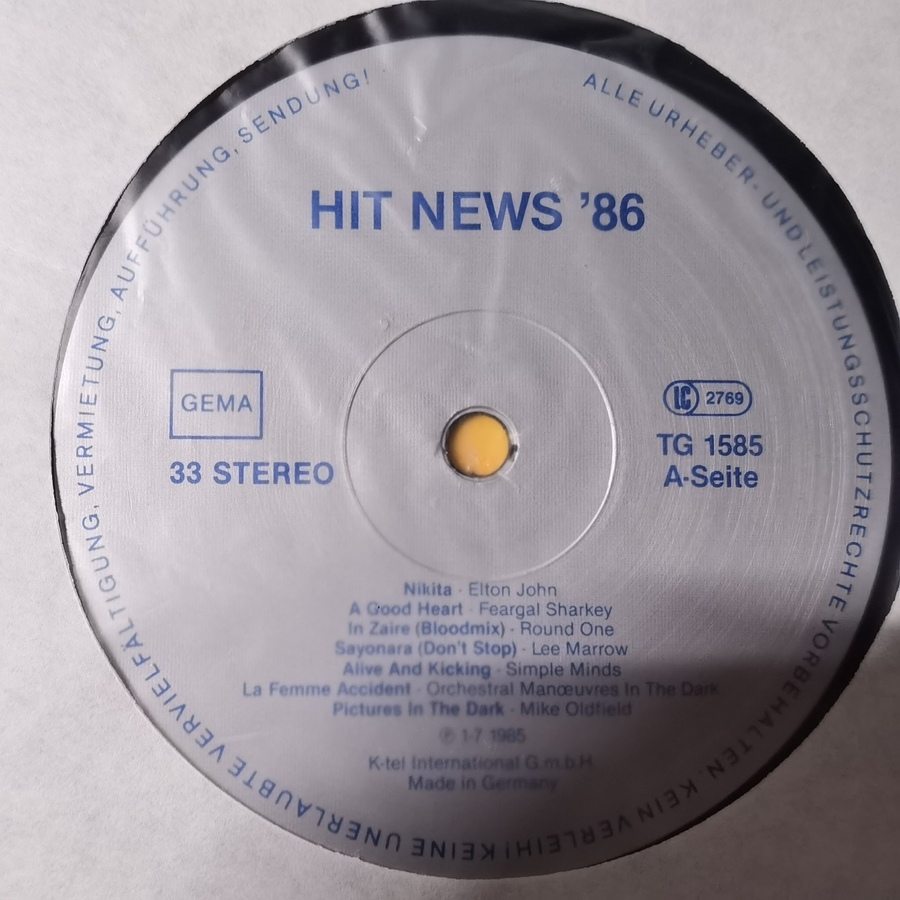 ALLE URHEBER- UND LEISTUNGSSCHUTZRECHTE VORBEHALTEN. KEIN VERLEIH! KEINE UNERLAUBTE VERVIELFÄLTIGUNG, VERMIETUNG, AUFFÜHRUNG, SENDUNG!
HIT NEWS ’86
GEMA
33 STEREO
LC 2769
TG 1585
A-Seite
Nikita · Elton John
A Good Heart · Feargal Sharkey
In Zaire (Bloodmix) · Round One
Sayonara (Don't Stop) · Lee Marrow
Alive And Kicking · Simple Minds
La Femme Accident · Orchestral Manœuvres In The Dark
Pictures In The Dark · Mike Oldfield
℗ 1-7 1985
K-tel International G.m.b.H.
Made in Germany